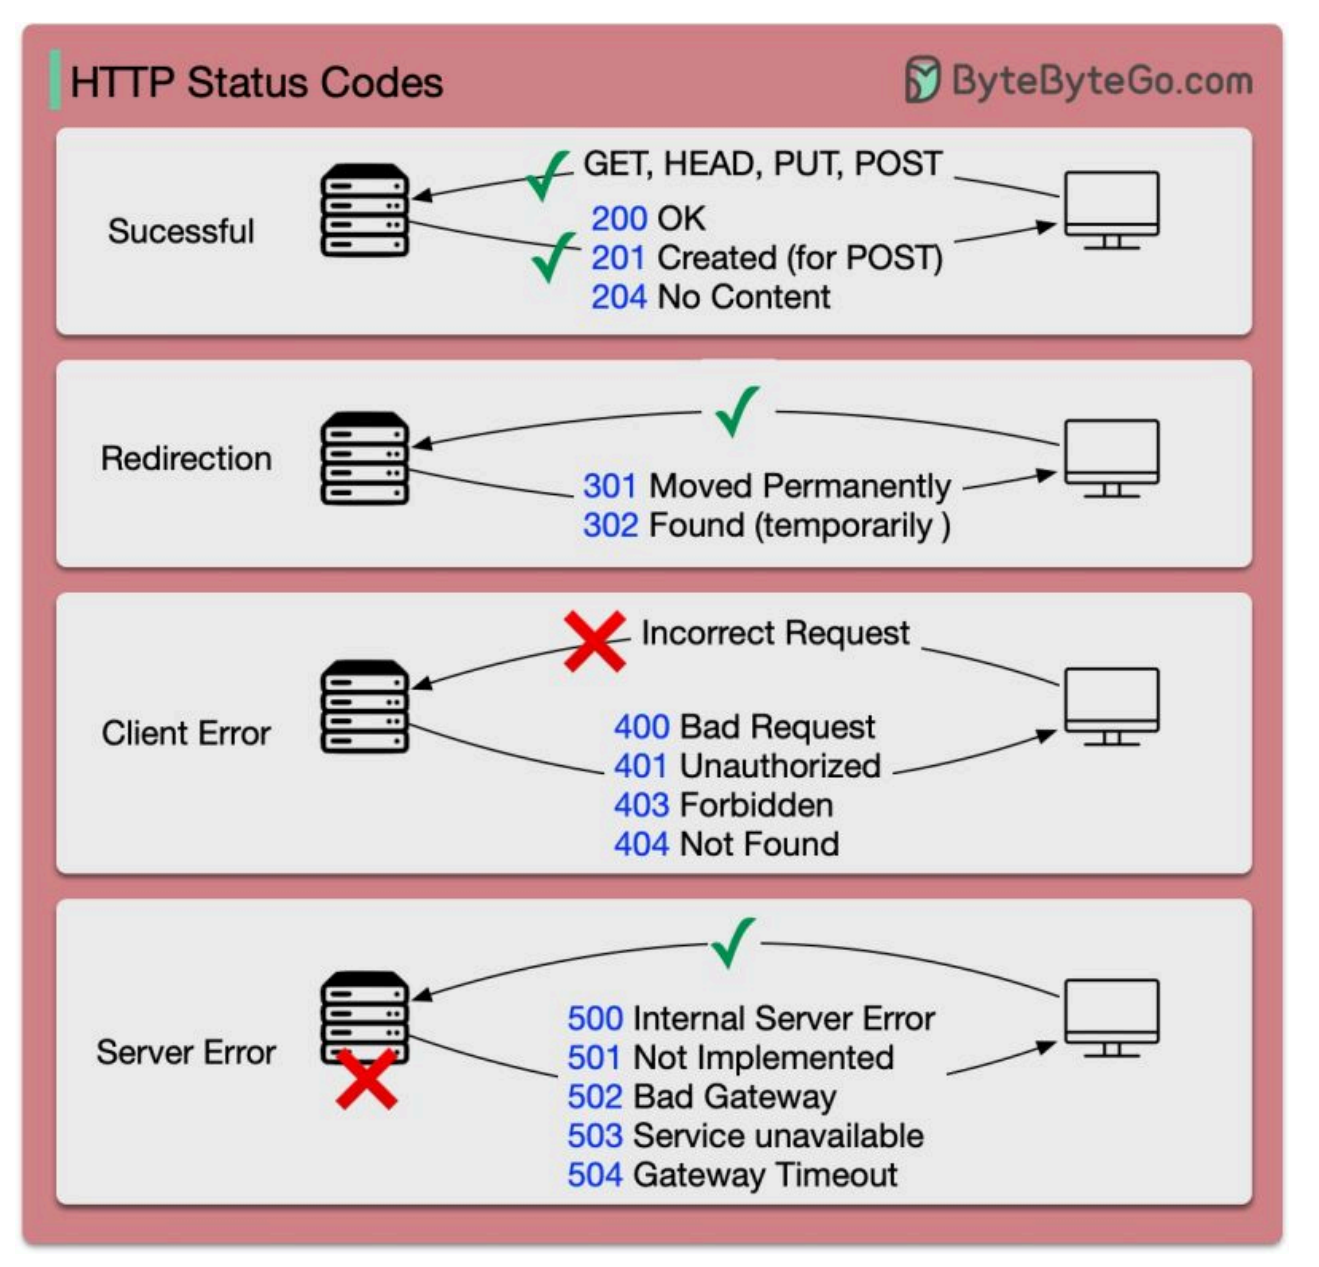 HTTP Status Codes
ByteByteGo.com
Sucessful
GET, HEAD, PUT, POST
200 OK
201 Created (for POST)
204 No Content
Redirection
301 Moved Permanently
302 Found (temporarily )
Client Error
Incorrect Request
400 Bad Request
401 Unauthorized
403 Forbidden
404 Not Found
Server Error
500 Internal Server Error
501 Not Implemented
502 Bad Gateway
503 Service unavailable
504 Gateway Timeout